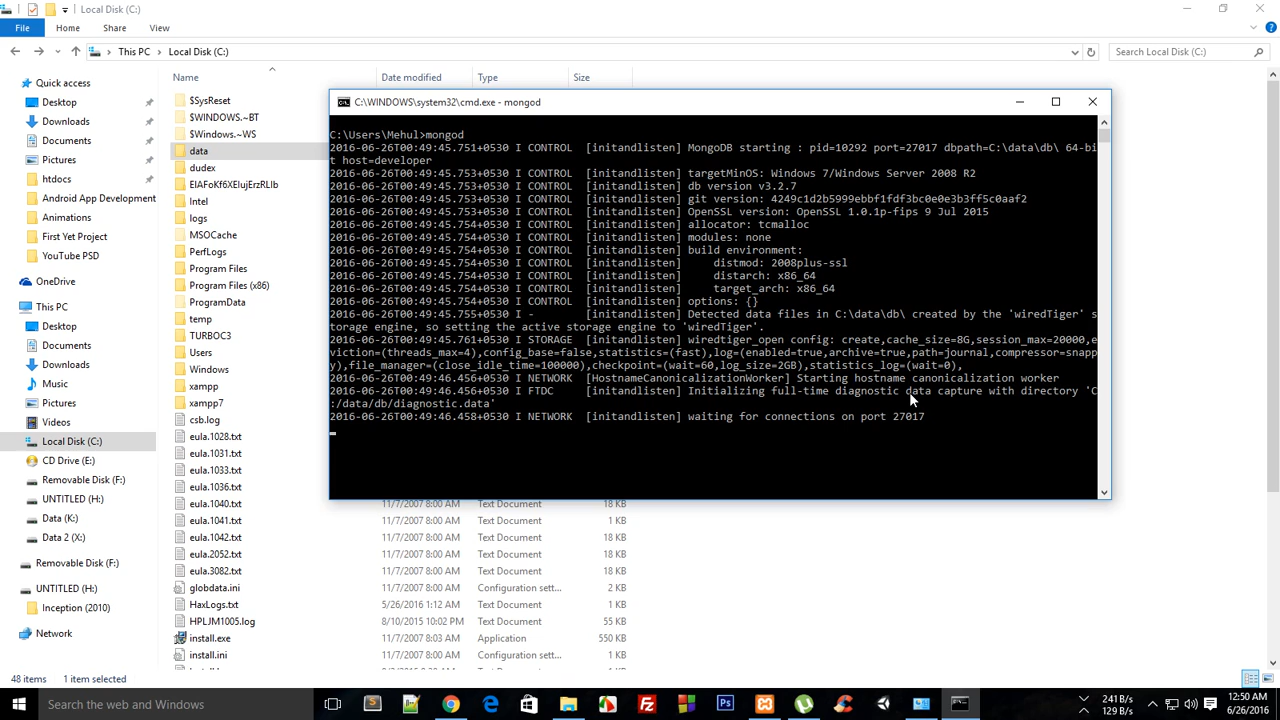 Local Disk (C:)
File Home Share View
This PC Local Disk (C:) Search Local Disk (C:)
Name Date modified Type Size
Quick access
Desktop
Downloads
Documents
Pictures
htdocs
Android App Development
Animations
First Yet Project
YouTube PSD
OneDrive
This PC
Desktop
Documents
Downloads
Music
Pictures
Videos
Local Disk (C:)
CD Drive (E:)
Removable Disk (F:)
UNTITLED (H:)
Data (K:)
Data 2 (X:)
Removable Disk (F:)
UNTITLED (H:)
Inception (2010)
Network
$SysReset
$WINDOWS.~BT
$Windows.~WS
data
dudex
Intel
logs
MSOCache
PerfLogs
Program Files
Program Files (x86)
ProgramData
temp
TURBOC3
Users
Windows
xampp
xampp7
csb.log
eula.1028.txt
eula.1031.txt
eula.1033.txt
eula.1036.txt
eula.1040.txt 11/7/2007 8:00 AM Text Document 18 KB
eula.1041.txt 11/7/2007 8:00 AM Text Document 1 KB
eula.1042.txt 11/7/2007 8:00 AM Text Document 18 KB
eula.2052.txt 11/7/2007 8:00 AM Text Document 18 KB
eula.3082.txt 11/7/2007 8:00 AM Text Document 18 KB
globdata.ini 11/7/2007 8:00 AM Configuration sett... 2 KB
HaxLogs.txt 5/26/2016 1:12 AM Text Document 1 KB
HPLJM1005.log 8/10/2015 10:02 PM Text Document 55 KB
install.exe 11/7/2007 8:03 AM Application 550 KB
install.ini 11/7/2007 8:00 AM Configuration sett... 1 KB
C:\WINDOWS\system32\cmd.exe - mongod
C:\Users\Mehul>mongod
2016-06-26T00:49:45.751+0530 I CONTROL [initandlisten] MongoDB starting : pid=10292 port=27017 dbpath=C:\data\db\ 64-bi
t host=developer
2016-06-26T00:49:45.753+0530 I CONTROL [initandlisten] targetMinOS: Windows 7/Windows Server 2008 R2
2016-06-26T00:49:45.753+0530 I CONTROL [initandlisten] db version v3.2.7
2016-06-26T00:49:45.753+0530 I CONTROL [initandlisten] git version: 4249c1d2b5999ebbf1fdf3bc0e0e3b3ff5c0aaf2
2016-06-26T00:49:45.753+0530 I CONTROL [initandlisten] OpenSSL version: OpenSSL 1.0.1p-fips 9 Jul 2015
2016-06-26T00:49:45.754+0530 I CONTROL [initandlisten] allocator: tcmalloc
2016-06-26T00:49:45.754+0530 I CONTROL [initandlisten] modules: none
2016-06-26T00:49:45.754+0530 I CONTROL [initandlisten] build environment:
2016-06-26T00:49:45.754+0530 I CONTROL [initandlisten] distmod: 2008plus-ssl
2016-06-26T00:49:45.754+0530 I CONTROL [initandlisten] distarch: x86_64
2016-06-26T00:49:45.754+0530 I CONTROL [initandlisten] target_arch: x86_64
2016-06-26T00:49:45.754+0530 I CONTROL [initandlisten] options: {}
2016-06-26T00:49:45.755+0530 I - [initandlisten] Detected data files in C:\data\db\ created by the 'wiredTiger' s
torage engine, so setting the active storage engine to 'wiredTiger'.
2016-06-26T00:49:45.761+0530 I STORAGE [initandlisten] wiredtiger_open config: create,cache_size=8G,session_max=20000,e
viction=(threads_max=4),config_base=false,statistics=(fast),log=(enabled=true,archive=true,path=journal,compressor=snapp
y),file_manager=(close_idle_time=100000),checkpoint=(wait=60,log_size=2GB),statistics_log=(wait=0),
2016-06-26T00:49:46.456+0530 I NETWORK [HostnameCanonicalizationWorker] Starting hostname canonicalization worker
2016-06-26T00:49:46.456+0530 I FTDC [initandlisten] Initializing full-time diagnostic data capture with directory 'C
:/data/db/diagnostic.data'
2016-06-26T00:49:46.458+0530 I NETWORK [initandlisten] waiting for connections on port 27017
48 items 1 item selected
Search the web and Windows
241 B/s
129 B/s
12:50 AM
6/26/2016